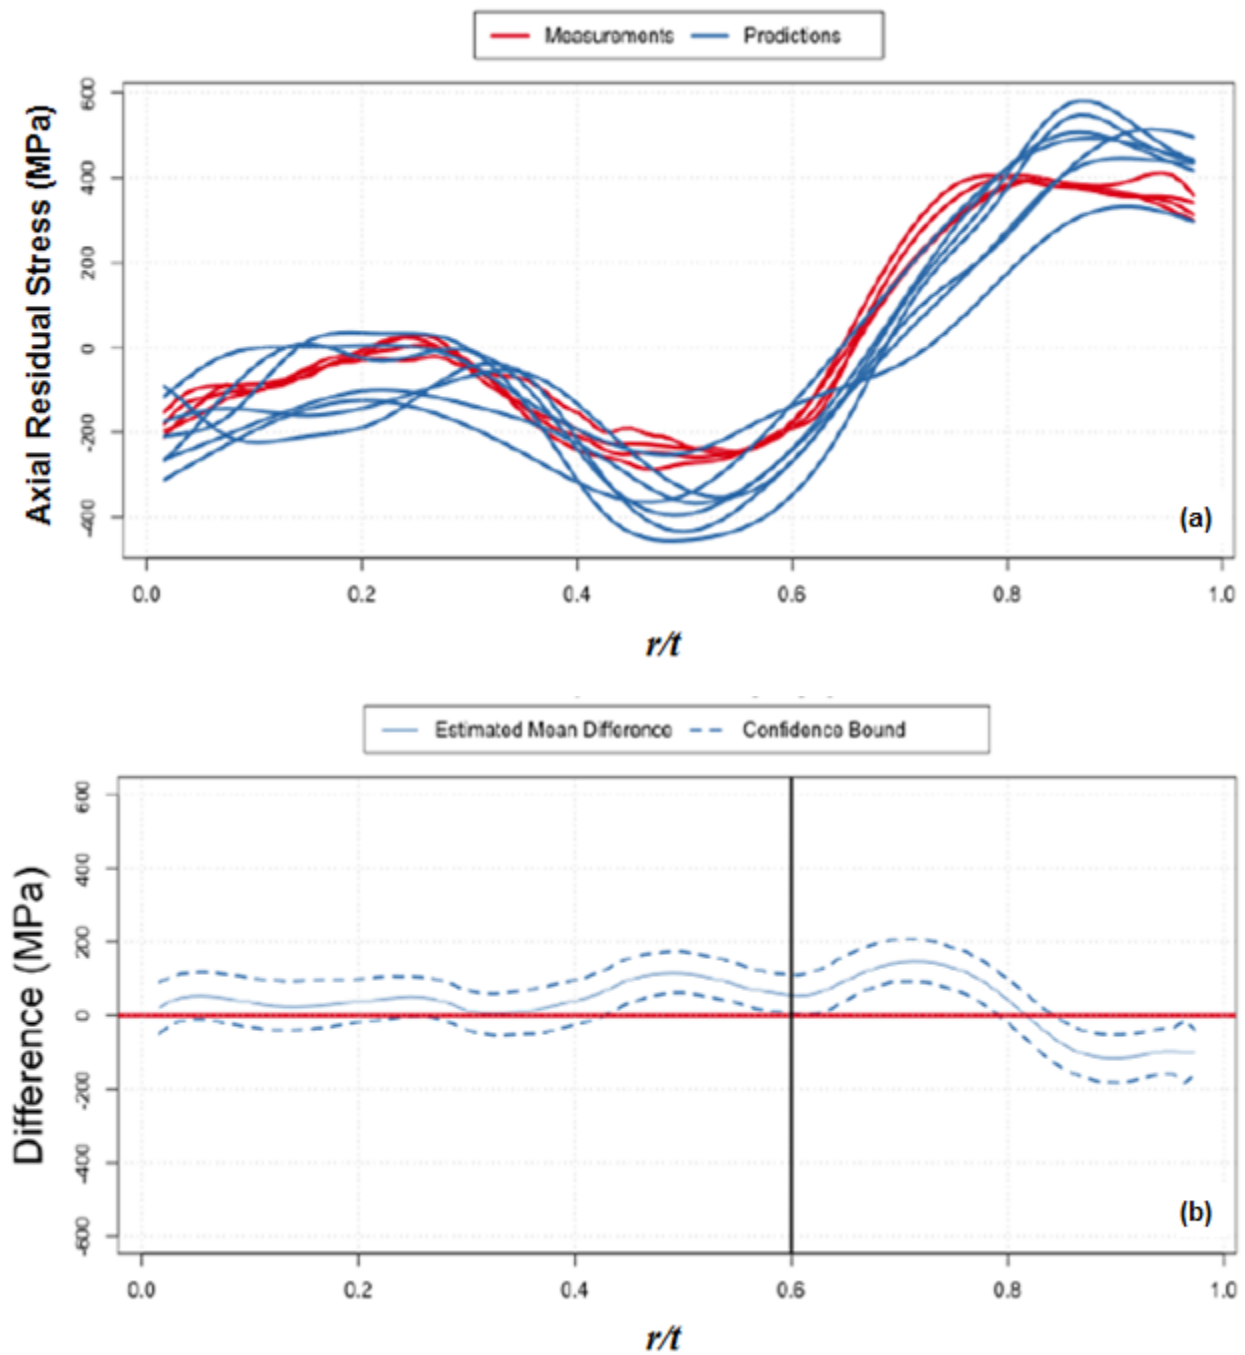 Measurements Predictions
Axial Residual Stress (MPa)
600
400
200
0
-200
-400
(a)
0.0 0.2 0.4 0.6 0.8 1.0
r/t
Estimated Mean Difference Confidence Bound
Difference (MPa)
600
400
200
0
-200
-400
-600
(b)
0.0 0.2 0.4 0.6 0.8 1.0
r/t